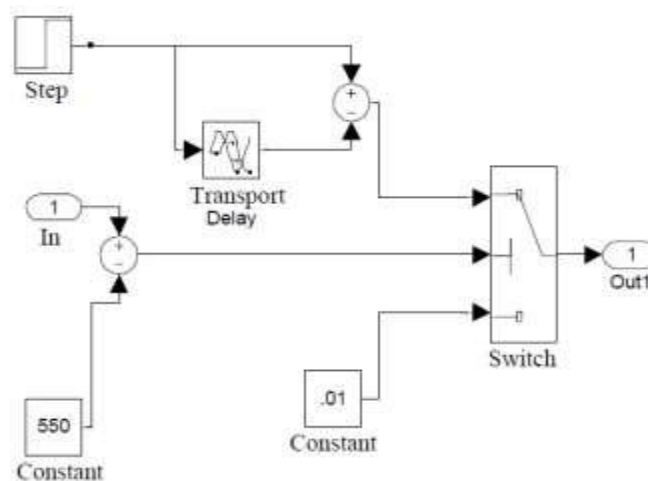 Step
+
−
Transport
Delay
1
In
+
−
1
Out1
Switch
.01
Constant
550
Constant